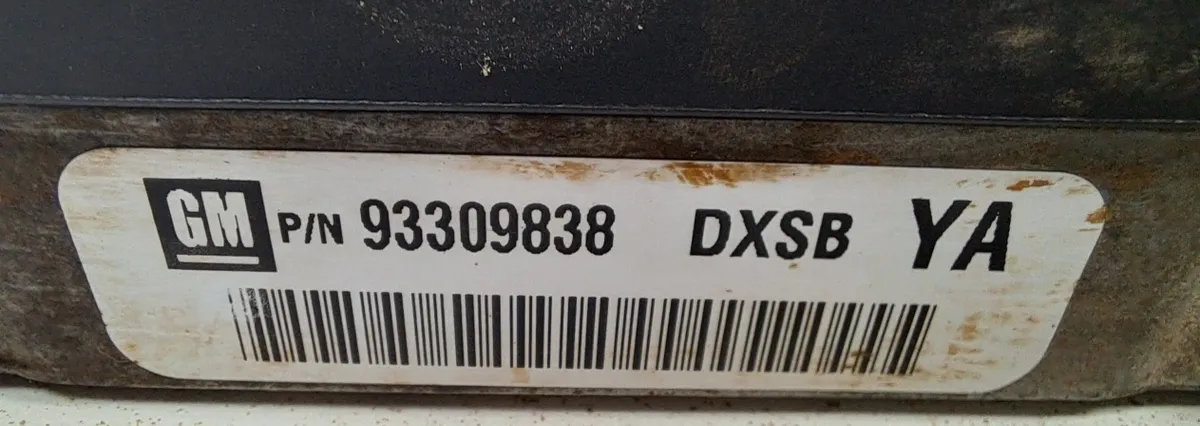 GM P/N 93309838 DXSB YA